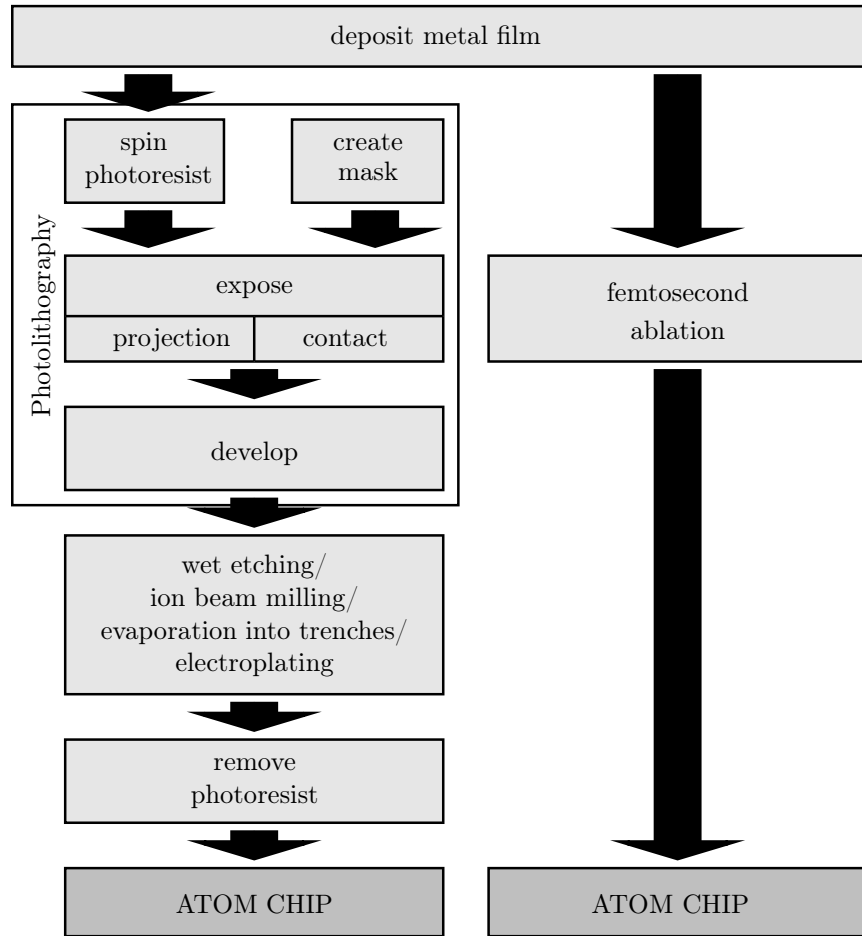 deposit metal film
spin
photoresist
create
mask
Photolithography
expose
projection
contact
femtosecond
ablation
develop
wet etching/
ion beam milling/
evaporation into trenches/
electroplating
remove
photoresist
ATOM CHIP
ATOM CHIP